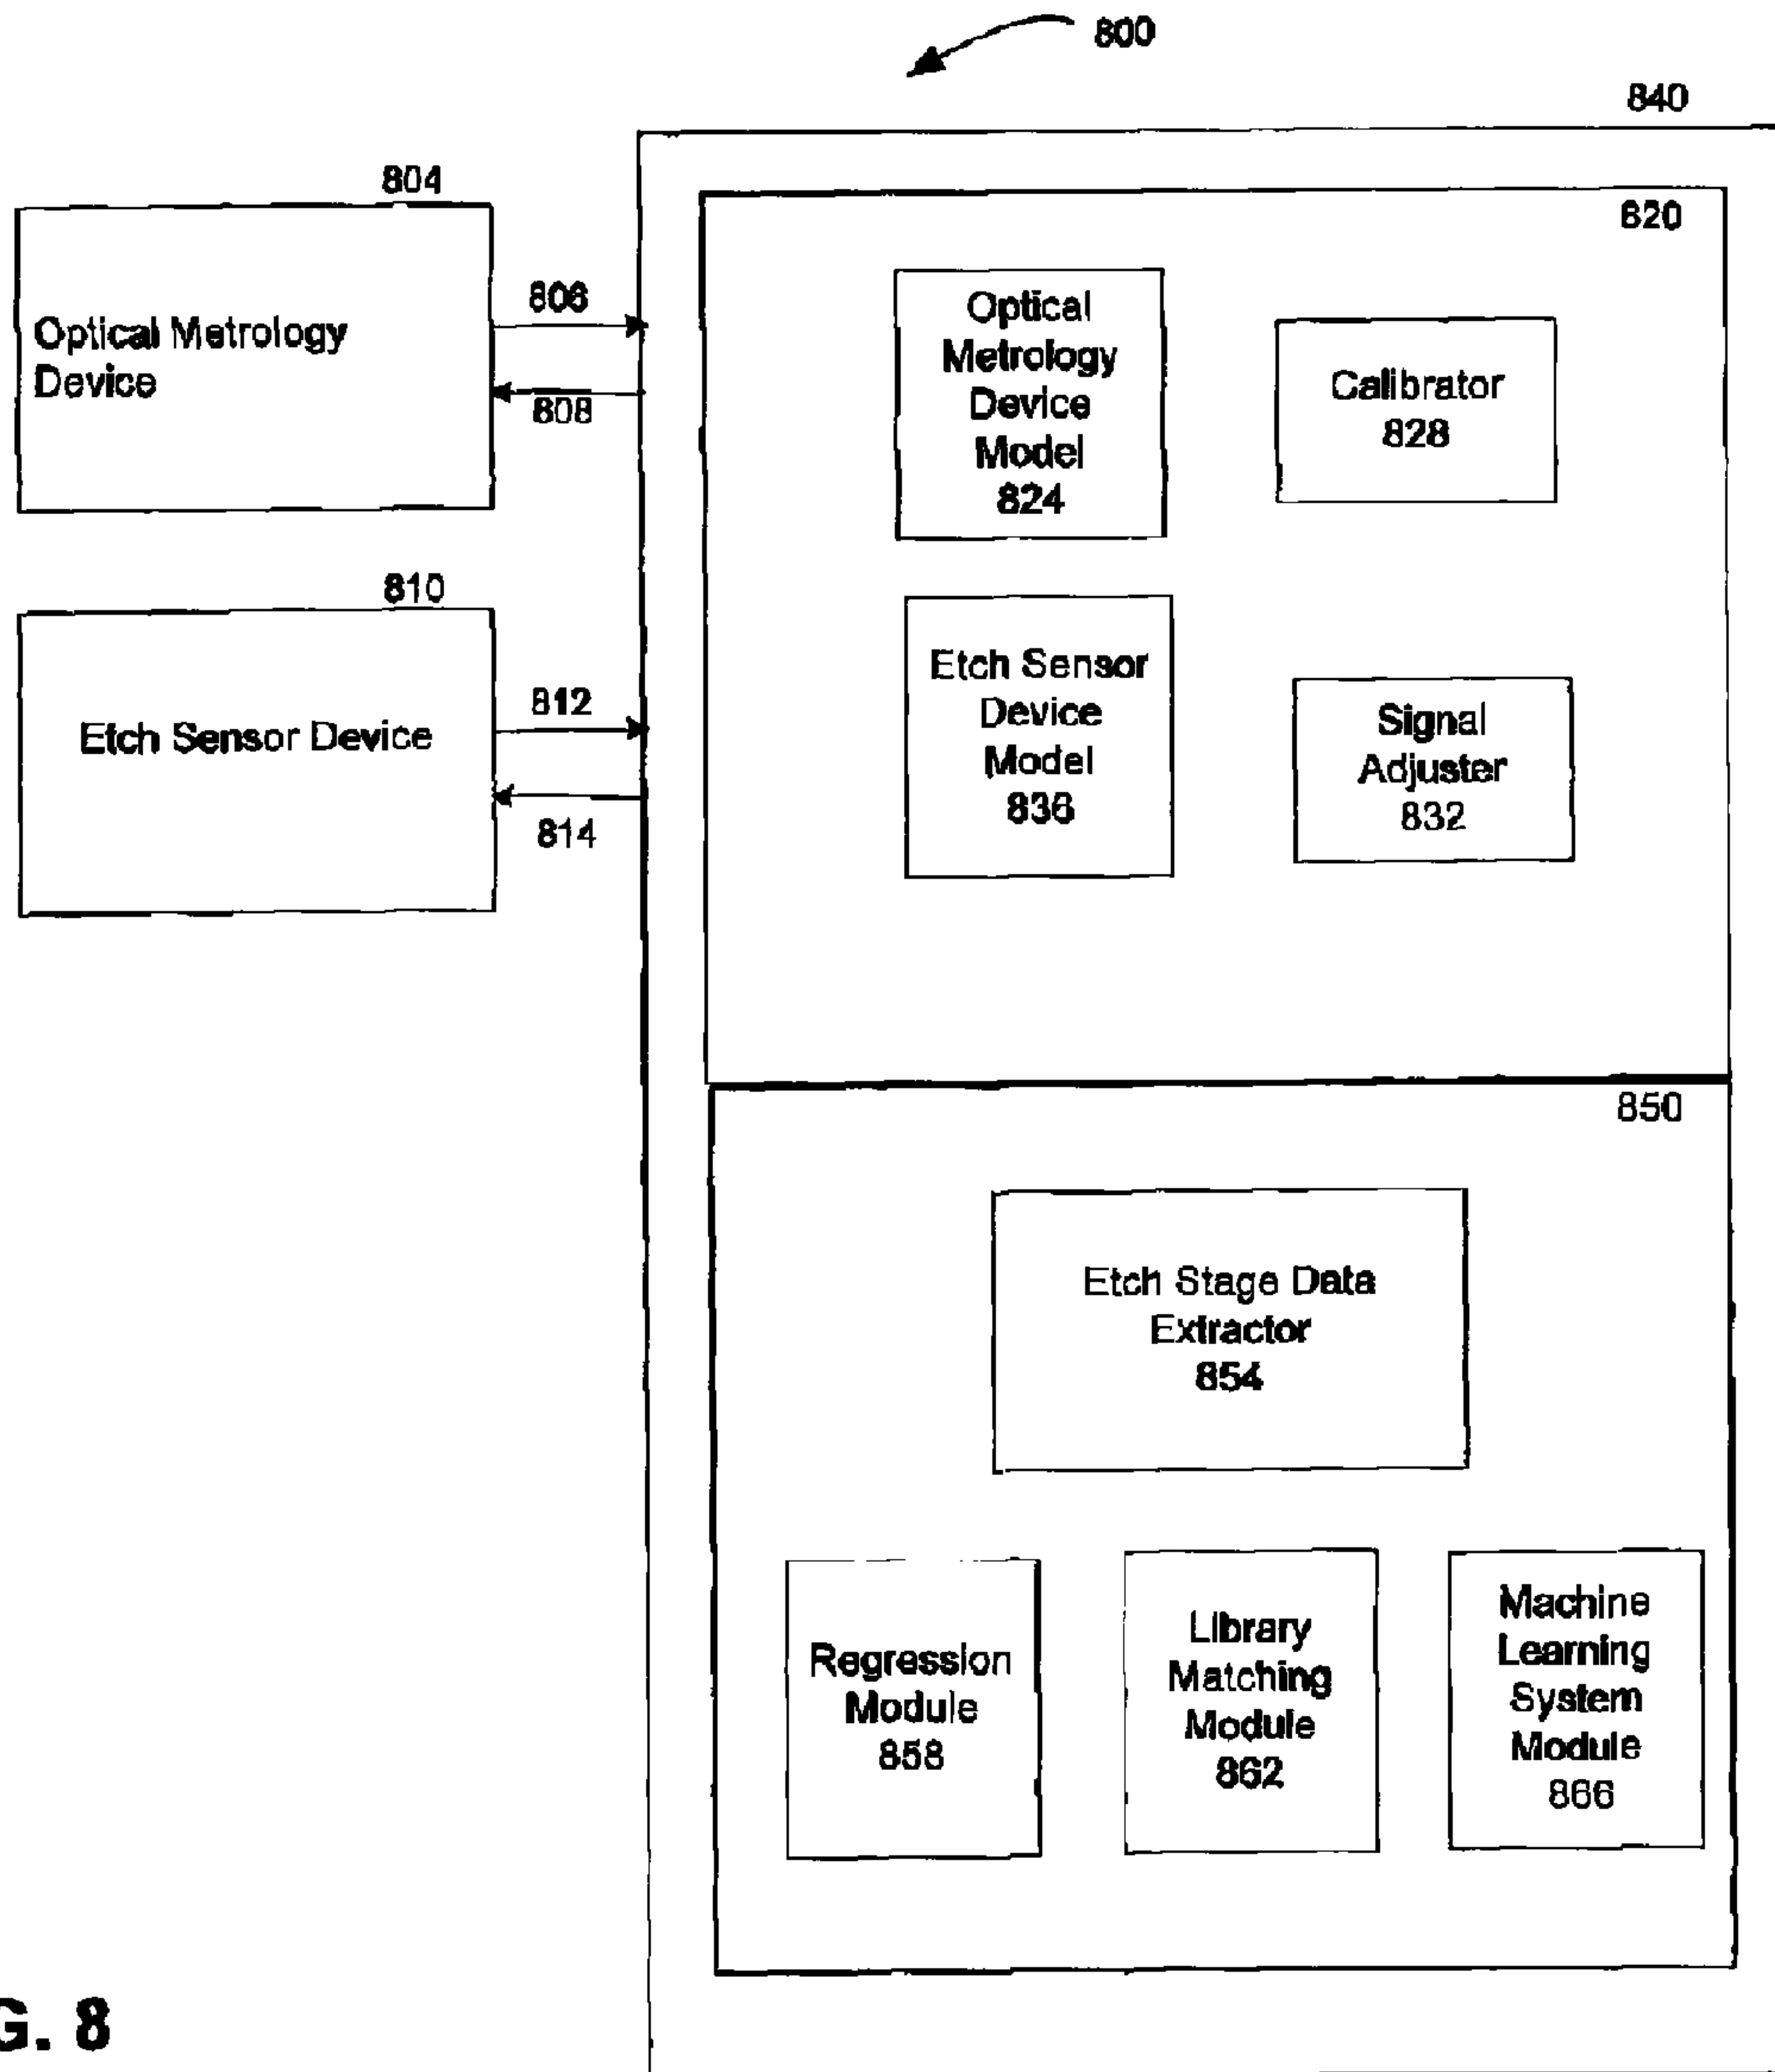 800
840
804
820
806
Optical Metrology
Device
808
Optical
Metrology
Device
Model
824
Calibrator
828
810
812
Etch Sensor Device
814
Etch Sensor
Device
Model
836
Signal
Adjuster
832
850
Etch Stage Data
Extractor
854
Regression
Module
858
Library
Matching
Module
862
Machine
Learning
System
Module
866
G. 8